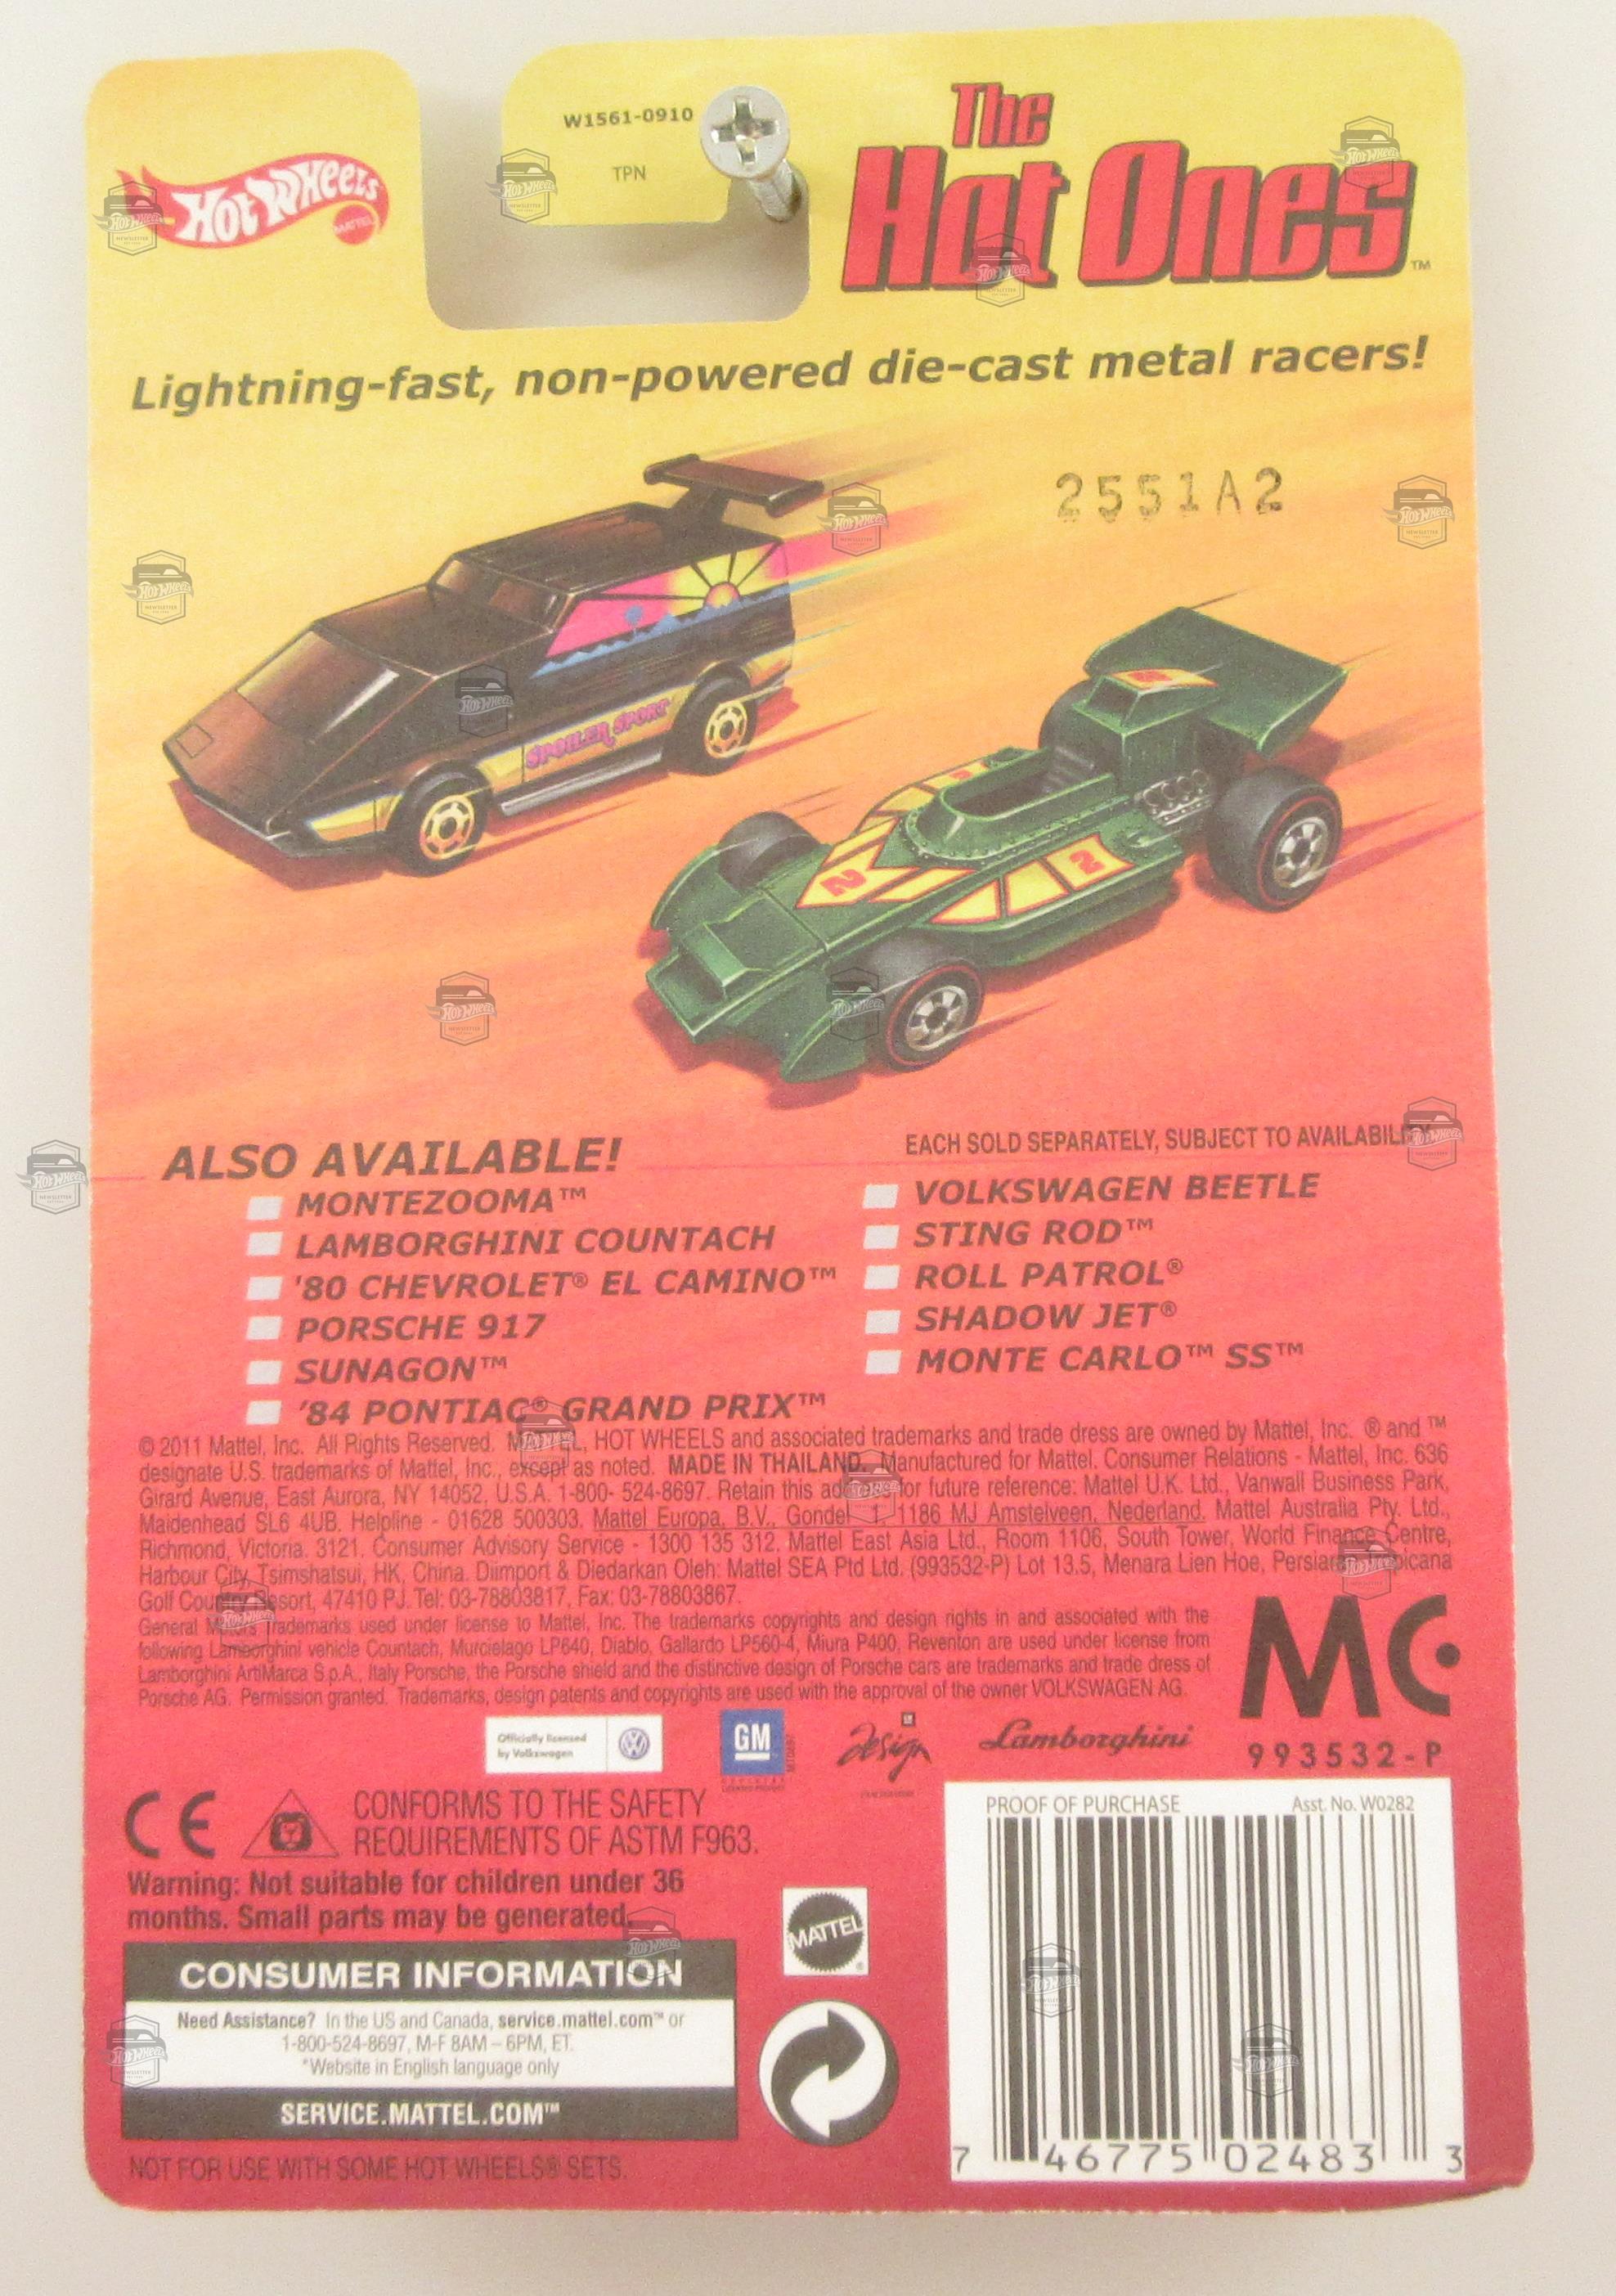 W1561-0910
TPN
HOT WHEELS
MATTEL
The
Hot Ones™
Lightning-fast, non-powered die-cast metal racers!
2551A2
SPOILER SPORT
2
2
ALSO AVAILABLE!
EACH SOLD SEPARATELY, SUBJECT TO
MONTEZOOMA™
LAMBORGHINI COUNTACH
'80 CHEVROLET® EL CAMINO™
PORSCHE 917
SUNAGON™
'84 PONTIAC® GRAND PRIX™
VOLKSWAGEN BEETLE
STING ROD™
ROLL PATROL®
SHADOW JET®
MONTE CARLO™ SS™
© 2011 Mattel, Inc. All Rights Reserved. MATTEL, HOT WHEELS and associated trademarks and trade dress are owned by Mattel, Inc. ® and ™
designate U.S. trademarks of Mattel, Inc., except as noted. MADE IN THAILAND. Manufactured for Mattel. Consumer Relations - Mattel, Inc. 636
Girard Avenue, East Aurora, NY 14052, U.S.A. 1-800- 524-8697. Retain this address for future reference: Mattel U.K. Ltd., Vanwall Business Park,
Maidenhead SL6 4UB. Helpline - 01628 500303. Mattel Europa, B.V., Gondel 1, 1186 MJ Amstelveen, Nederland. Mattel Australia Pty. Ltd.,
Richmond, Victoria. 3121. Consumer Advisory Service - 1300 135 312. Mattel East Asia Ltd., Room 1106, South Tower, World Finance Centre,
Harbour City, Tsimshatsui, HK, China. Diimport & Diedarkan Oleh: Mattel SEA Ptd Ltd. (993532-P) Lot 13.5, Menara Lien Hoe, Persiaran Tropicana
Golf Country Resort, 47410 PJ. Tel: 03-78803817, Fax: 03-78803867.
General Motors Trademarks used under license to Mattel, Inc. The trademarks copyrights and design rights in and associated with the
following Lamborghini vehicle Countach, Murcielago LP640, Diablo, Gallardo LP560-4, Miura P400, Reventon are used under license from
Lamborghini ArtiMarca S.p.A., Italy Porsche, the Porsche shield and the distinctive design of Porsche cars are trademarks and trade dress of
Porsche AG. Permission granted. Trademarks, design patents and copyrights are used with the approval of the owner VOLKSWAGEN AG.
MC
993532-P
Officially licensed
by Volkswagen
GM
design
Lamborghini
CE
CONFORMS TO THE SAFETY
REQUIREMENTS OF ASTM F963.
Warning: Not suitable for children under 36
months. Small parts may be generated.
CONSUMER INFORMATION
Need Assistance? In the US and Canada, service.mattel.com™ or
1-800-524-8697, M-F 8AM – 6PM, ET.
*Website in English language only
SERVICE.MATTEL.COM™
NOT FOR USE WITH SOME HOT WHEELS® SETS.
MATTEL
PROOF OF PURCHASE Asst. No. W0282
7 46775 02483 3